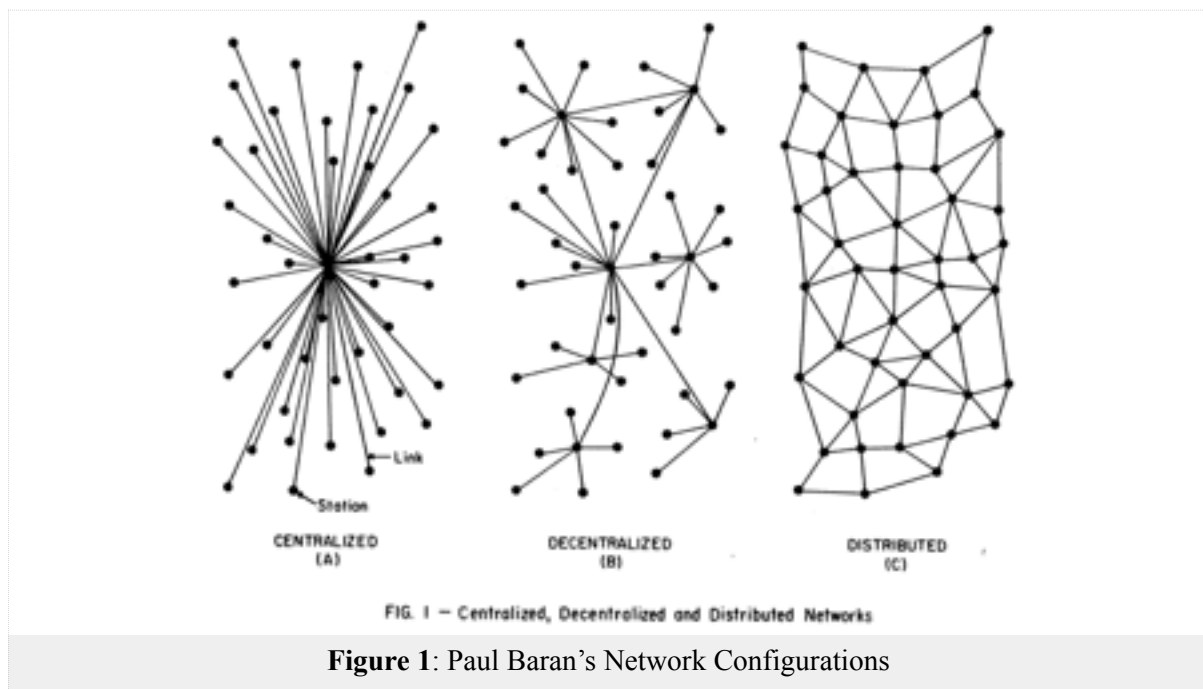 Link
Station
CENTRALIZED
(A)
DECENTRALIZED
(B)
DISTRIBUTED
(C)
FIG. 1 — Centralized, Decentralized and Distributed Networks
Figure 1: Paul Baran’s Network Configurations